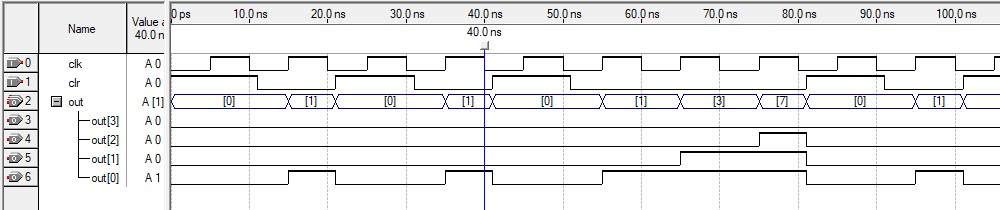 Name Value a 40.0 n
0 ps 10.0 ns 20.0 ns 30.0 ns 40.0 ns 50.0 ns 60.0 ns 70.0 ns 80.0 ns 90.0 ns 100.0 ns
40.0 ns
0 clk A 0
1 clr A 0
2 out A [1] [0] [1] [0] [1] [0] [1] [3] [7] [0] [1]
3 out[3] A 0
4 out[2] A 0
5 out[1] A 0
6 out[0] A 1